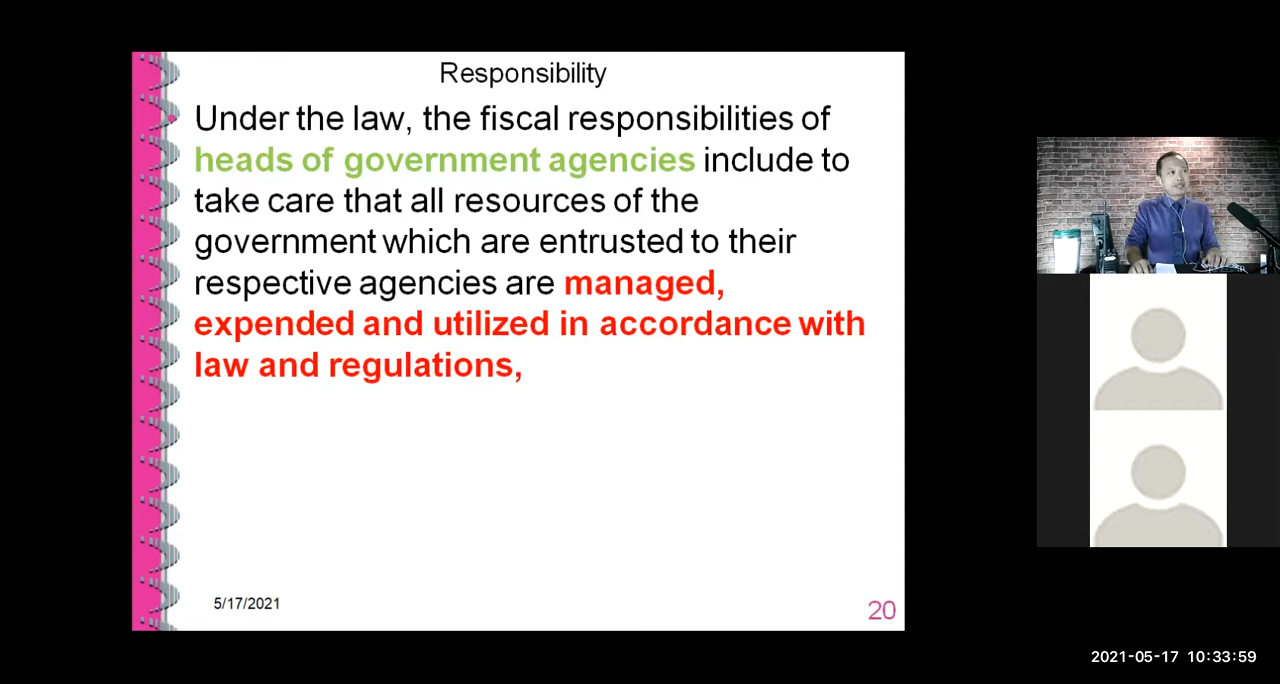 Responsibility
Under the law, the fiscal responsibilities of
heads of government agencies include to
take care that all resources of the
government which are entrusted to their
respective agencies are managed,
expended and utilized in accordance with
law and regulations,
5/17/2021
20
2021-05-17 10:33:59